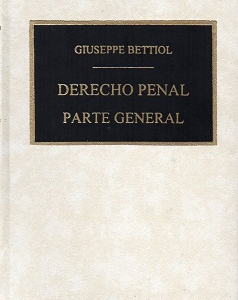 GIUSEPPE BETTIOL
DERECHO PENAL
PARTE GENERAL